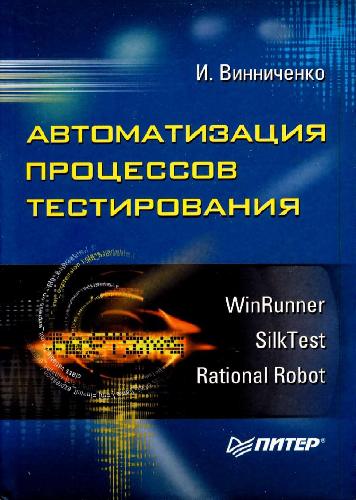 И. Винниченко
АВТОМАТИЗАЦИЯ
ПРОЦЕССОВ
ТЕСТИРОВАНИЯ
WinRunner
SilkTest
Rational Robot
ПИТЕР®